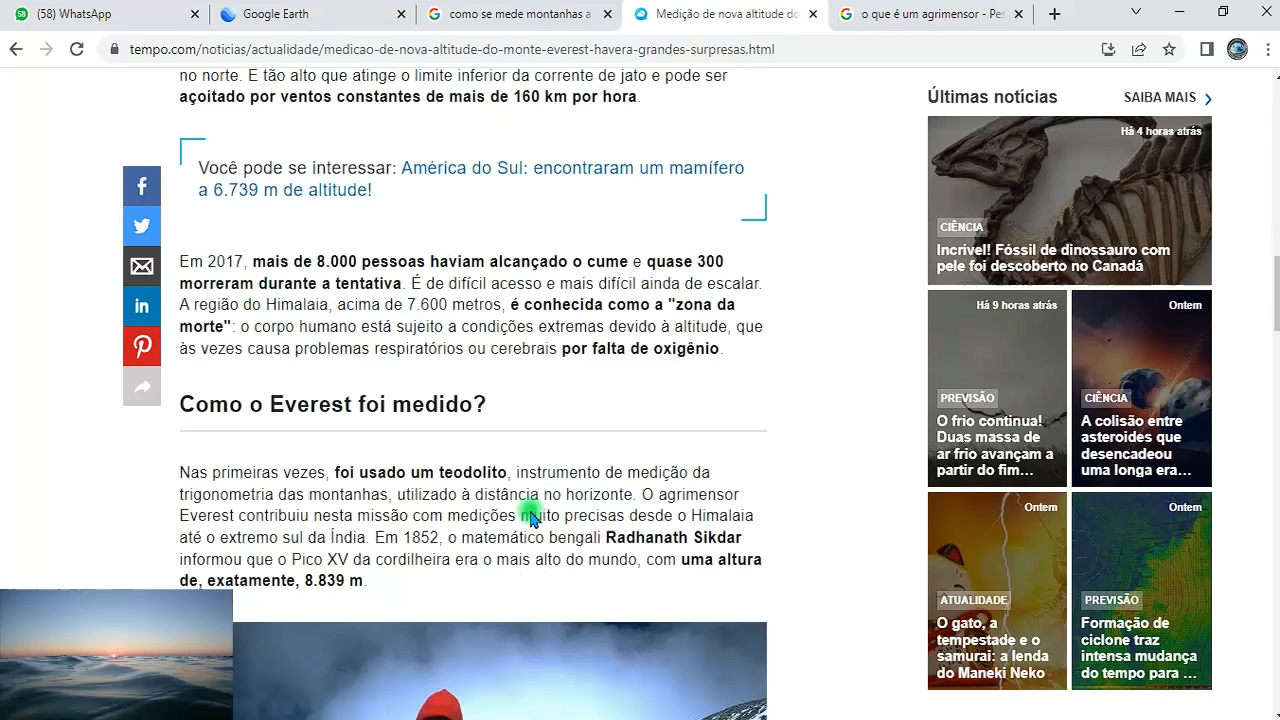 (58) WhatsApp
Google Earth
como se mede montanhas a
Medição de nova altitude do
o que é um agrimensor - Pes
tempo.com/noticias/actualidade/medicao-de-nova-altitude-do-monte-everest-havera-grandes-surpresas.html
no norte. É tão alto que atinge o limite inferior da corrente de jato e pode ser
açoitado por ventos constantes de mais de 160 km por hora.
Você pode se interessar: América do Sul: encontraram um mamífero
a 6.739 m de altitude!
Em 2017, mais de 8.000 pessoas haviam alcançado o cume e quase 300
morreram durante a tentativa. É de difícil acesso e mais difícil ainda de escalar.
A região do Himalaia, acima de 7.600 metros, é conhecida como a "zona da
morte": o corpo humano está sujeito a condições extremas devido à altitude, que
às vezes causa problemas respiratórios ou cerebrais por falta de oxigênio.
Como o Everest foi medido?
Nas primeiras vezes, foi usado um teodolito, instrumento de medição da
trigonometria das montanhas, utilizado à distância no horizonte. O agrimensor
Everest contribuiu nesta missão com medições muito precisas desde o Himalaia
até o extremo sul da Índia. Em 1852, o matemático bengali Radhanath Sikdar
informou que o Pico XV da cordilheira era o mais alto do mundo, com uma altura
de, exatamente, 8.839 m.
Últimas notícias
SAIBA MAIS
Há 4 horas atrás
CIÊNCIA
Incrível! Fóssil de dinossauro com
pele foi descoberto no Canadá
Há 9 horas atrás
PREVISÃO
O frio continua!
Duas massa de
ar frio avançam a
partir do fim...
Ontem
CIÊNCIA
A colisão entre
asteroides que
desencadeou
uma longa era...
Ontem
ATUALIDADE
O gato, a
tempestade e o
samurai: a lenda
do Maneki Neko
Ontem
PREVISÃO
Formação de
ciclone traz
intensa mudança
do tempo para ...